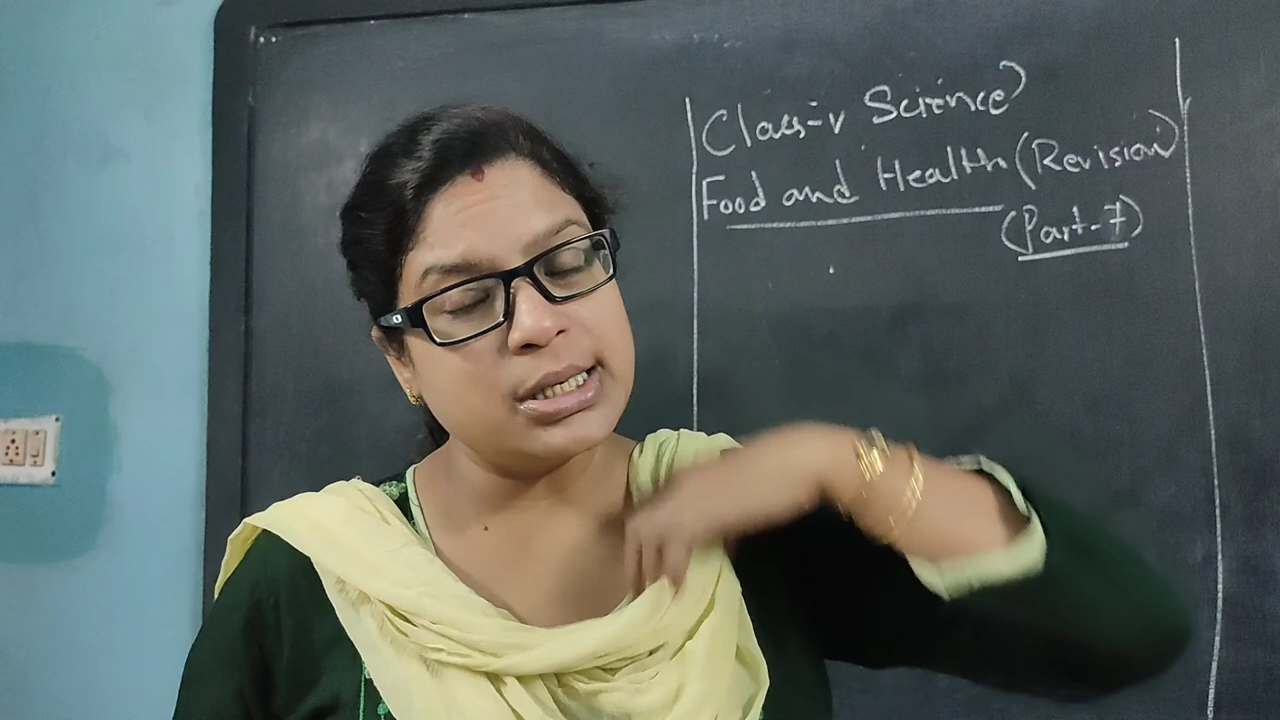 Class-V Science
Food and Health (Revision)
(Part-7)